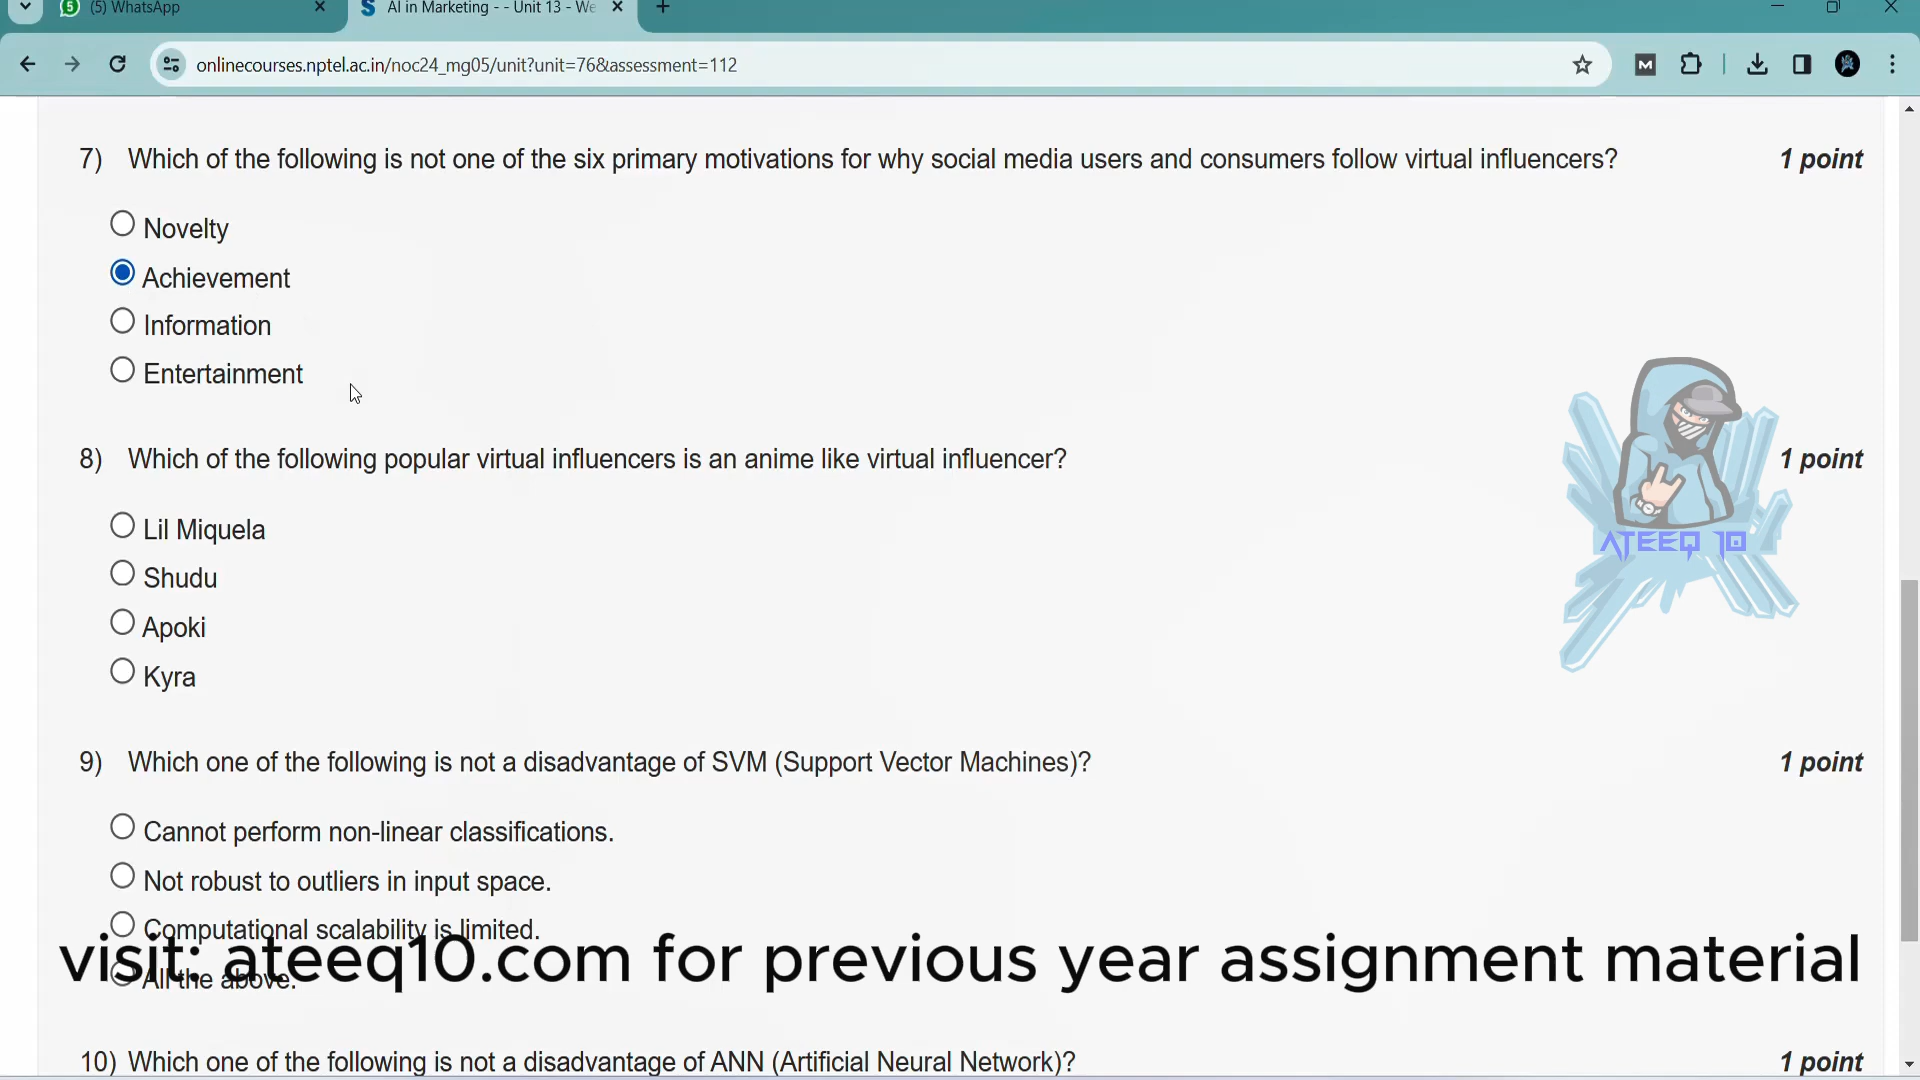 (5) WhatsApp
AI in Marketing - - Unit 13 - We
onlinecourses.nptel.ac.in/noc24_mg05/unit?unit=76&assessment=112
7) Which of the following is not one of the six primary motivations for why social media users and consumers follow virtual influencers? 1 point
Novelty
Achievement
Information
Entertainment
8) Which of the following popular virtual influencers is an anime like virtual influencer? 1 point
Lil Miquela
Shudu
Apoki
Kyra
ATEEQ 10
9) Which one of the following is not a disadvantage of SVM (Support Vector Machines)? 1 point
Cannot perform non-linear classifications.
Not robust to outliers in input space.
Computational scalability is limited.
visit: ateeq10.com for previous year assignment material
All the above.
10) Which one of the following is not a disadvantage of ANN (Artificial Neural Network)? 1 point